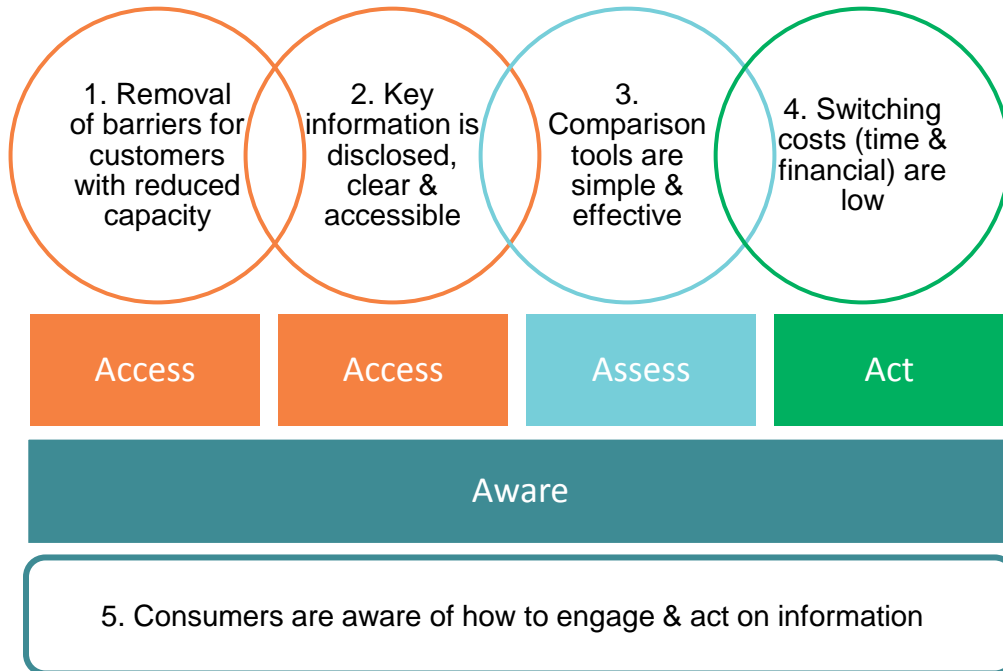 1. Removal
of barriers for
customers
with reduced
capacity
2. Key
information is
disclosed,
clear &
accessible
3.
Comparison
tools are
simple &
effective
4. Switching
costs (time &
financial) are
low
Access
Access
Assess
Act
Aware
5. Consumers are aware of how to engage & act on information